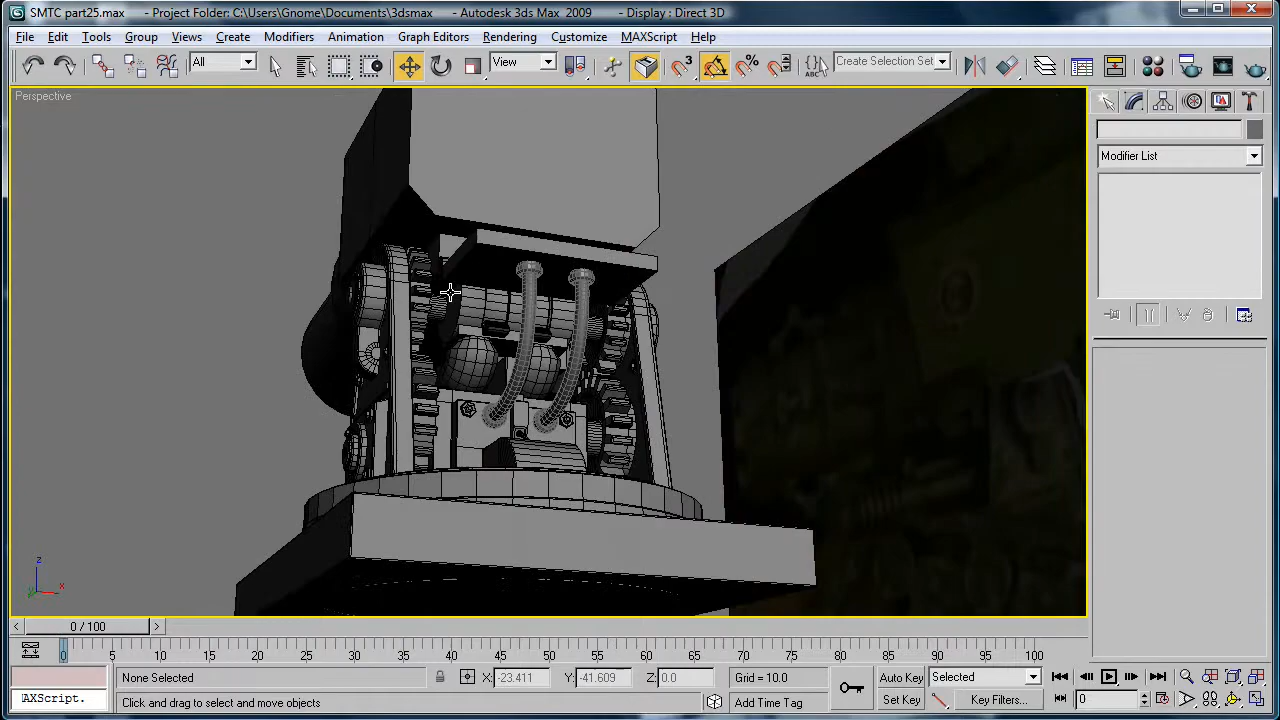 SMTC part25.max - Project Folder: C:\Users\Gnome\Documents\3dsmax - Autodesk 3ds Max 2009 - Display : Direct 3D
File Edit Tools Group Views Create Modifiers Animation Graph Editors Rendering Customize MAXScript Help
All View 3 Create Selection Set
Perspective
Modifier List
z
x
y
0 / 100
0 5 10 15 20 25 30 35 40 45 50 55 60 65 70 75 80 85 90 95 100
None Selected X: -23.411 Y: -41.609 Z: 0.0 Grid = 10.0 Auto Key Selected
AXScript. Click and drag to select and move objects Add Time Tag Set Key Key Filters... 0